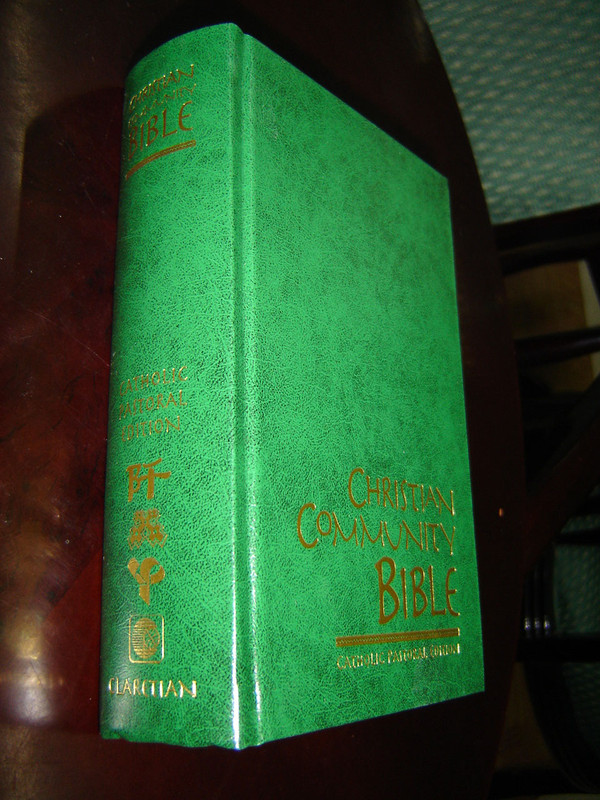 CHRISTIAN
COMMUNITY
BIBLE
CATHOLIC
PASTORAL
EDITION
CLARETIAN
CHRISTIAN
COMMUNITY
BIBLE
CATHOLIC PASTORAL EDITION